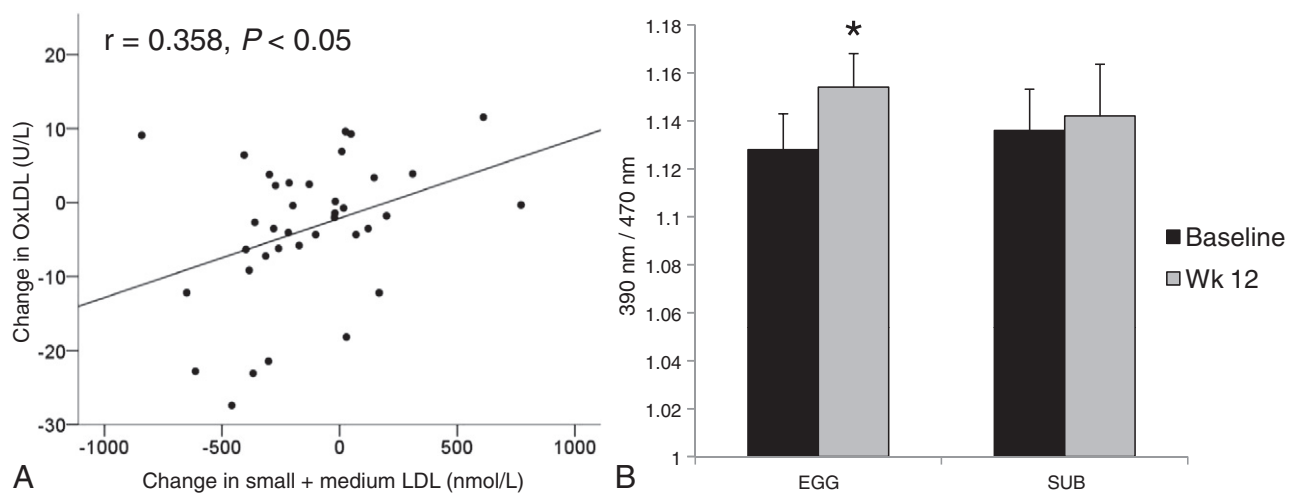 r = 0.358, P < 0.05
Change in OxLDL (U/L)
20
10
0
-10
-20
-30
-1000 -500 0 500 1000
Change in small + medium LDL (nmol/L)
A
390 nm / 470 nm
1.18
1.16
1.14
1.12
1.1
1.08
1.06
1.04
1.02
1
*
EGG SUB
Baseline
Wk 12
B